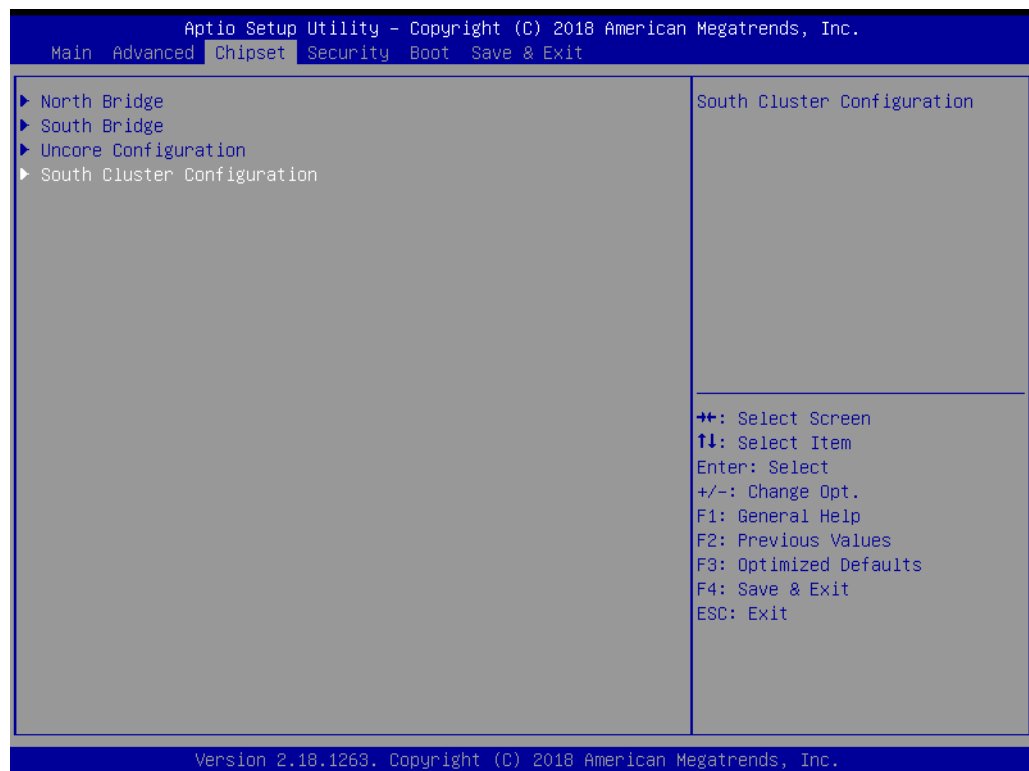 Aptio Setup Utility – Copyright (C) 2018 American Megatrends, Inc.
Main Advanced Chipset Security Boot Save & Exit
▶ North Bridge
▶ South Bridge
▶ Uncore Configuration
▶ South Cluster Configuration
South Cluster Configuration
→←: Select Screen
↑↓: Select Item
Enter: Select
+/-: Change Opt.
F1: General Help
F2: Previous Values
F3: Optimized Defaults
F4: Save & Exit
ESC: Exit
Version 2.18.1263. Copyright (C) 2018 American Megatrends, Inc.